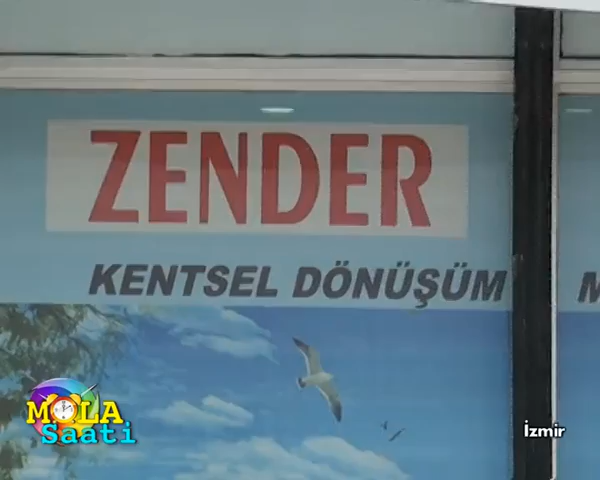 ZENDER
KENTSEL DÖNÜŞÜM
M
MOLA
Saati
İzmir